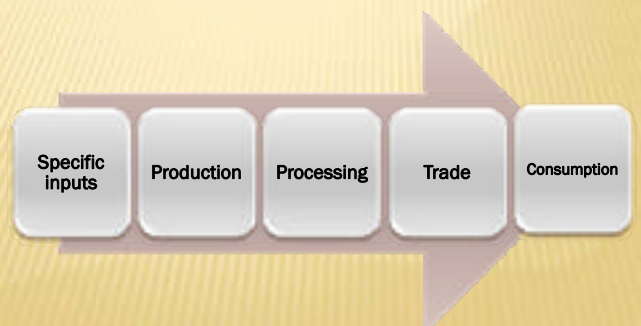 Specific
inputs
Production
Processing
Trade
Consumption